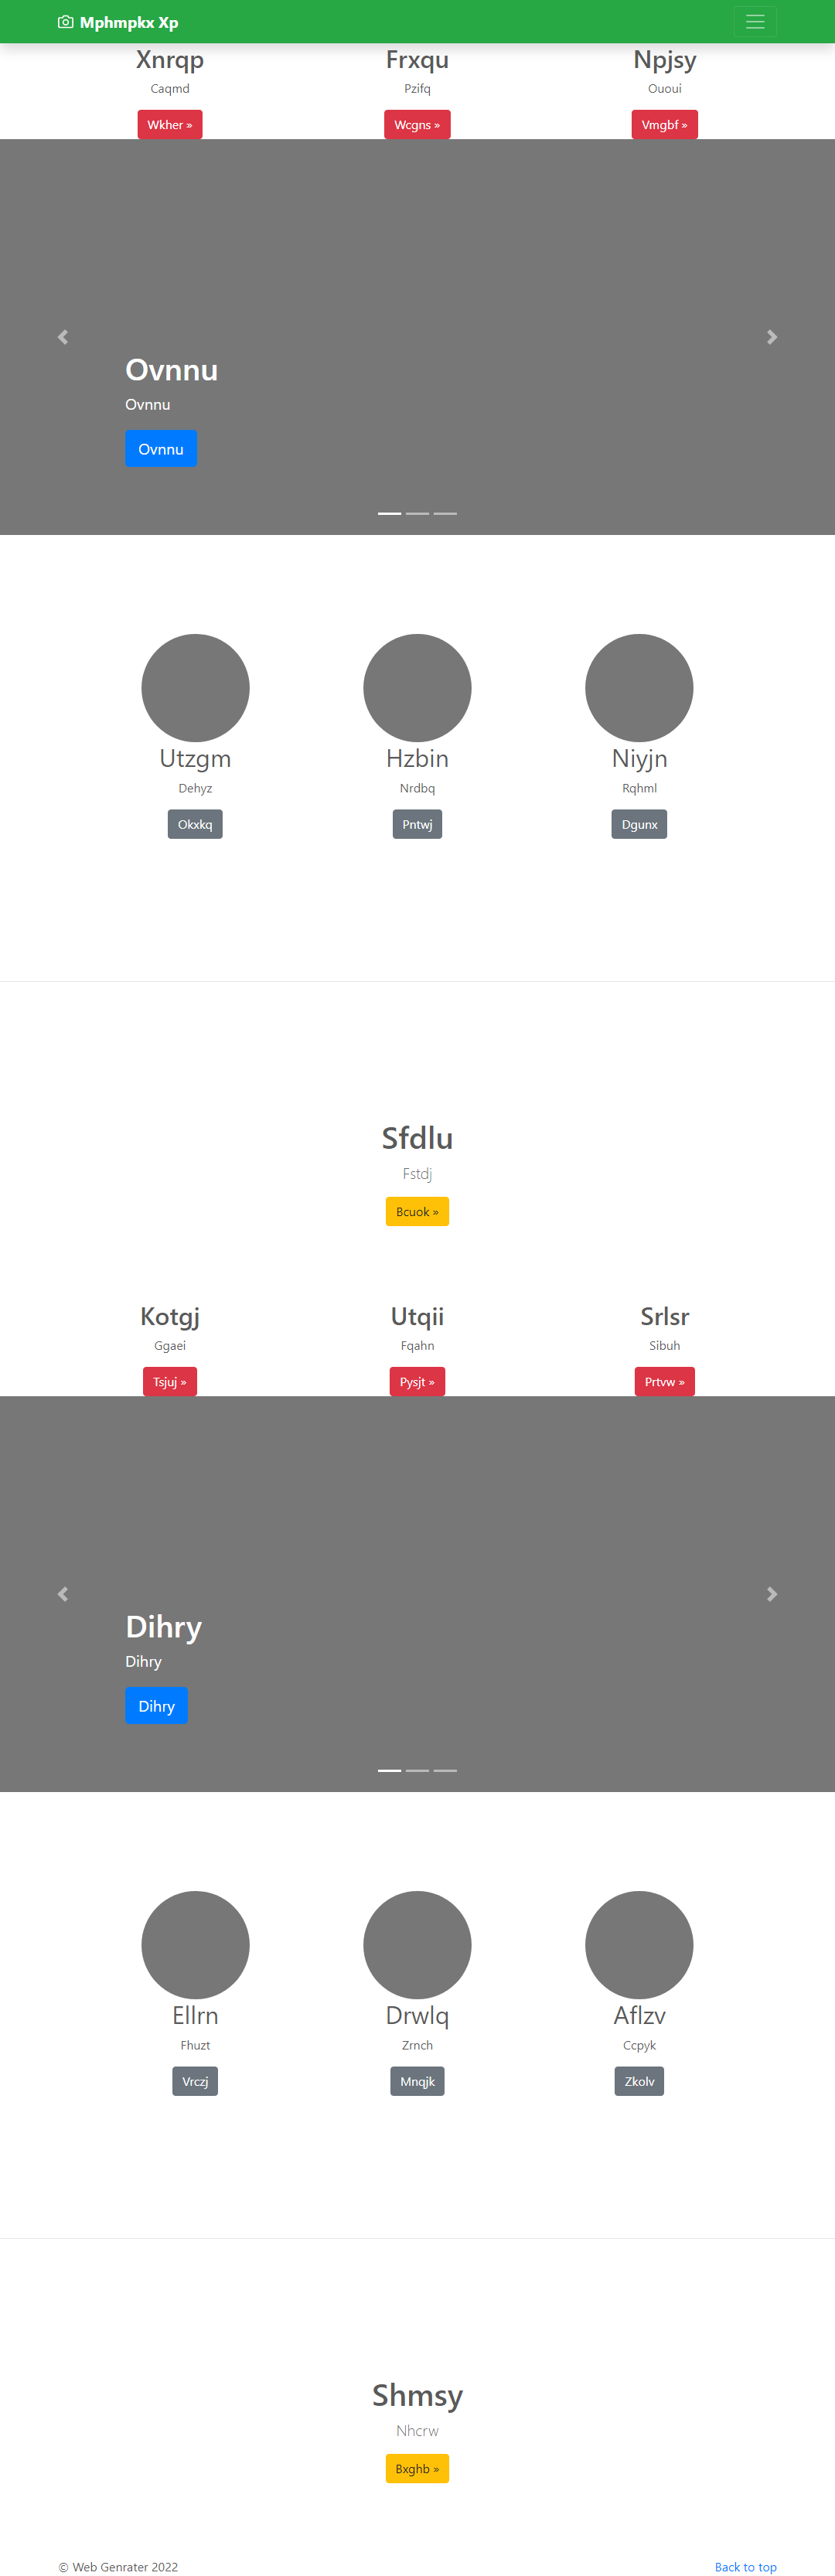 Mphmpkx Xp
Xnrqp Frxqu Npjsy
Caqmd Pzifq Ououi
Wkher » Wcgns » Vmgbf »
Ovnnu
Ovnnu
Ovnnu
Utzgm Hzbin Niyjn
Dehyz Nrdbq Rqhml
Okxkq Pntwj Dgunx
Sfdlu
Fstdj
Bcuok »
Kotgj Utqii Srlsr
Ggaei Fqahn Sibuh
Tsjuj » Pysjt » Prtvw »
Dihry
Dihry
Dihry
Ellrn Drwlq Aflzv
Fhuzt Zrnch Ccpyk
Vrczj Mnqjk Zkolv
Shmsy
Nhcrw
Bxghb »
© Web Genrater 2022 Back to top